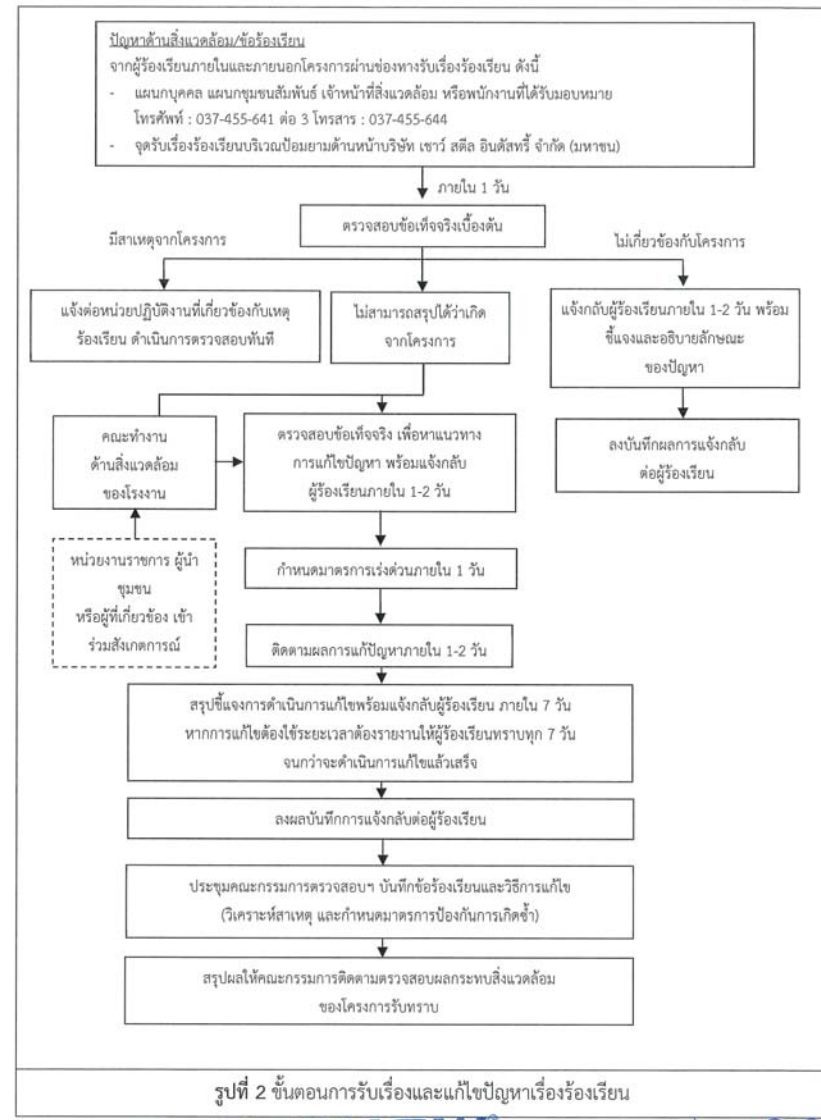 ปัญหาด้านสิ่งแวดล้อม/ข้อร้องเรียน
จากผู้ร้องเรียนภายในและภายนอกโครงการผ่านช่องทางรับเรื่องร้องเรียน ดังนี้
- แผนกบุคคล แผนกชุมชนสัมพันธ์ เจ้าหน้าที่สิ่งแวดล้อม หรือพนักงานที่ได้รับมอบหมาย
โทรศัพท์ : 037-455-641 ต่อ 3 โทรสาร : 037-455-644
- จุดรับเรื่องร้องเรียนบริเวณป้อมยามด้านหน้าบริษัท เชาว์ สตีล อินดัสทรี้ จำกัด (มหาชน)
ภายใน 1 วัน
ตรวจสอบข้อเท็จจริงเบื้องต้น
มีสาเหตุจากโครงการ
ไม่เกี่ยวข้องกับโครงการ
แจ้งต่อหน่วยปฏิบัติงานที่เกี่ยวข้องกับเหตุ
ร้องเรียน ดำเนินการตรวจสอบทันที
ไม่สามารถสรุปได้ว่าเกิด
จากโครงการ
แจ้งกลับผู้ร้องเรียนภายใน 1-2 วัน พร้อม
ชี้แจงและอธิบายลักษณะ
ของปัญหา
คณะทำงาน
ด้านสิ่งแวดล้อม
ของโรงงาน
ตรวจสอบข้อเท็จจริง เพื่อหาแนวทาง
การแก้ไขปัญหา พร้อมแจ้งกลับ
ผู้ร้องเรียนภายใน 1-2 วัน
ลงบันทึกผลการแจ้งกลับ
ต่อผู้ร้องเรียน
หน่วยงานราชการ ผู้นำ
ชุมชน
หรือผู้ที่เกี่ยวข้อง เข้า
ร่วมสังเกตการณ์
กำหนดมาตรการเร่งด่วนภายใน 1 วัน
ติดตามผลการแก้ปัญหาภายใน 1-2 วัน
สรุปชี้แจงการดำเนินการแก้ไขพร้อมแจ้งกลับผู้ร้องเรียน ภายใน 7 วัน
หากการแก้ไขต้องใช้ระยะเวลาต้องรายงานให้ผู้ร้องเรียนทราบทุก 7 วัน
จนกว่าจะดำเนินการแก้ไขแล้วเสร็จ
ลงผลบันทึกการแจ้งกลับต่อผู้ร้องเรียน
ประชุมคณะกรรมการตรวจสอบฯ บันทึกข้อร้องเรียนและวิธีการแก้ไข
(วิเคราะห์สาเหตุ และกำหนดมาตรการป้องกันการเกิดซ้ำ)
สรุปผลให้คณะกรรมการติดตามตรวจสอบผลกระทบสิ่งแวดล้อม
ของโครงการรับทราบ
รูปที่ 2 ขั้นตอนการรับเรื่องและแก้ไขปัญหาเรื่องร้องเรียน